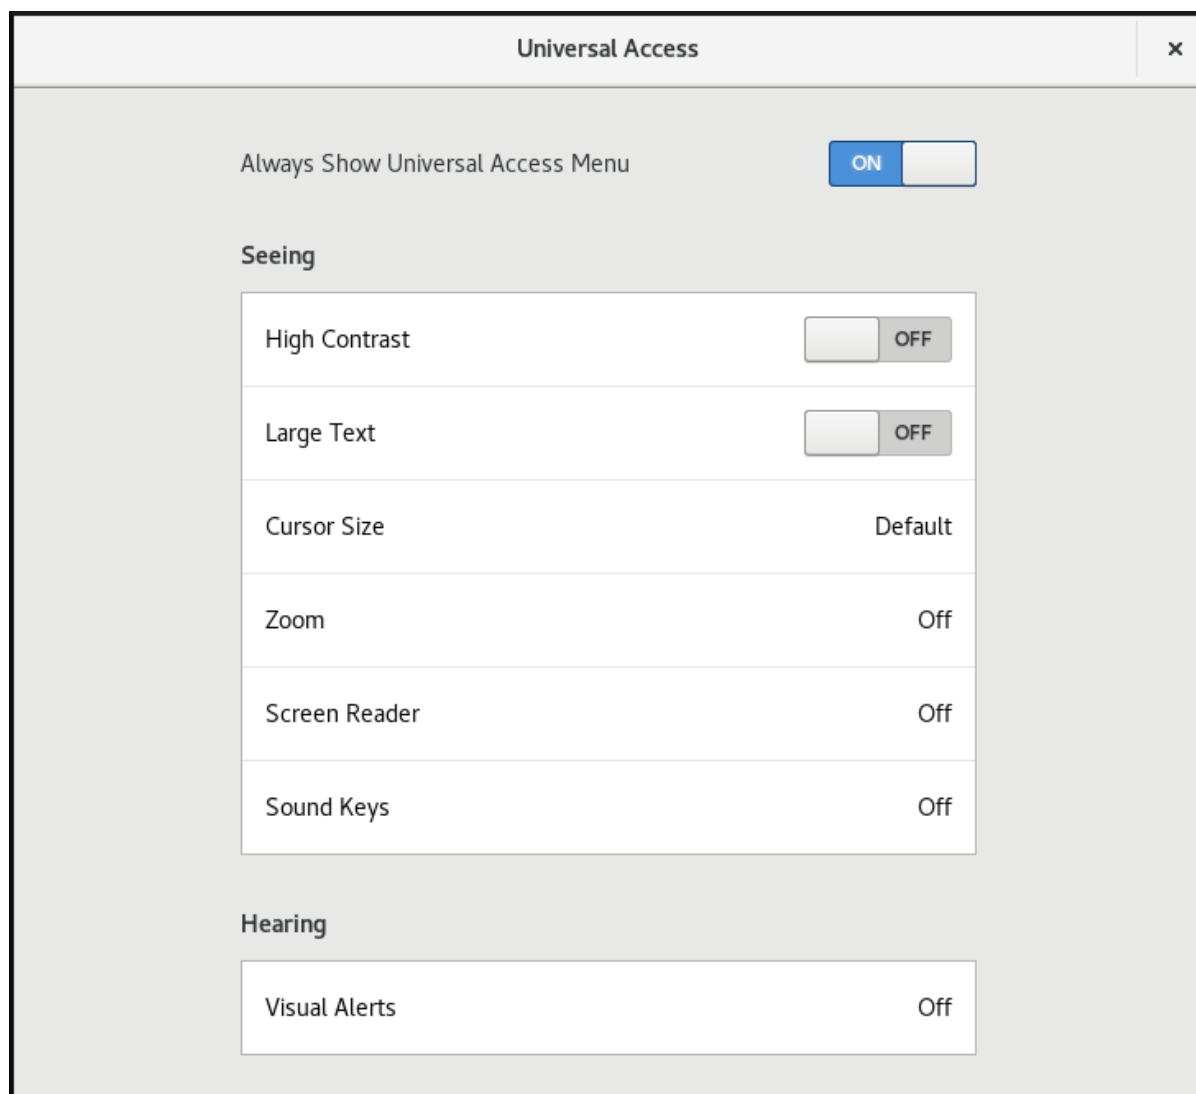 Universal Access
Always Show Universal Access Menu ON
Seeing
High Contrast OFF
Large Text OFF
Cursor Size Default
Zoom Off
Screen Reader Off
Sound Keys Off
Hearing
Visual Alerts Off